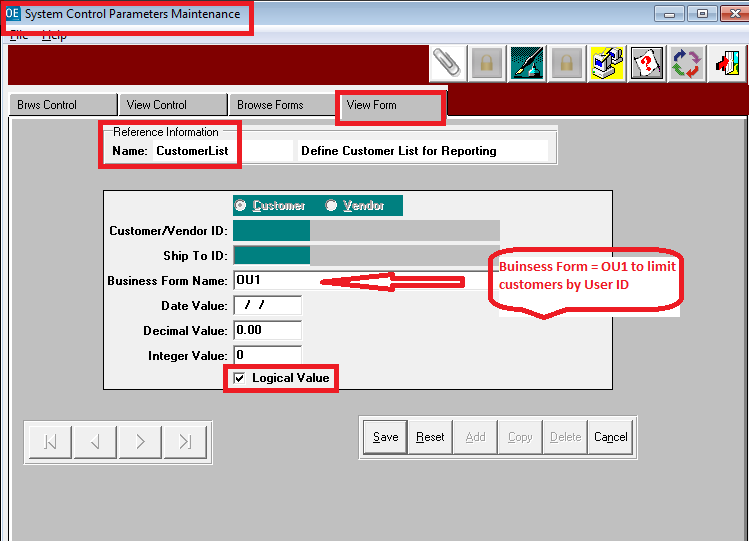 OE System Control Parameters Maintenance
File Help
Brws Control View Control Browse Forms View Form
Reference Information
Name: CustomerList Define Customer List for Reporting
Customer Vendor
Customer/Vendor ID:
Ship To ID:
Business Form Name: OU1
Buinsess Form = OU1 to limit
customers by User ID
Date Value: / /
Decimal Value: 0.00
Integer Value: 0
Logical Value
Save Reset Add Copy Delete Cancel